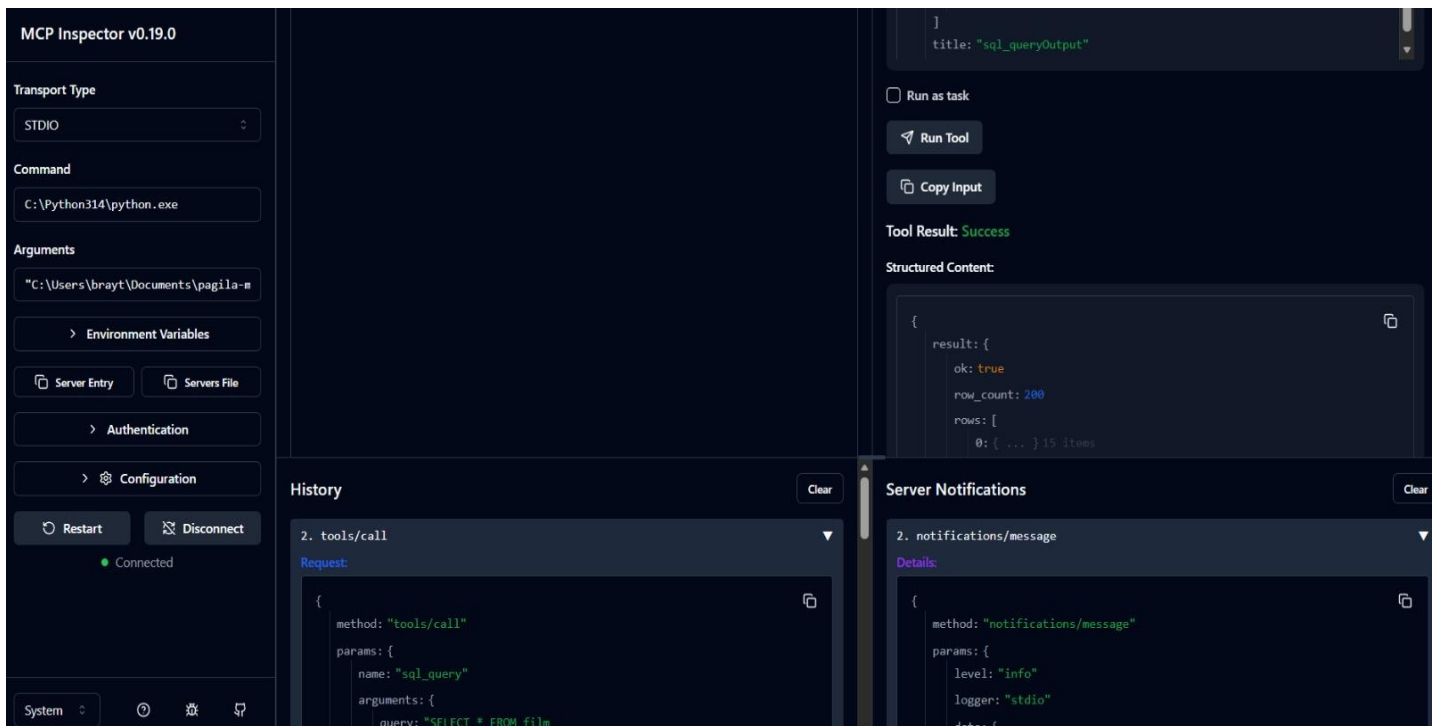 MCP Inspector v0.19.0
Transport Type
STDIO
Command
C:\Python314\python.exe
Arguments
"C:\Users\brayt\Documents\pagila-m
> Environment Variables
Server Entry
Servers File
> Authentication
> Configuration
Restart
Disconnect
Connected
System
]
title: "sql_queryOutput"
Run as task
Run Tool
Copy Input
Tool Result: Success
Structured Content:
{
result: {
ok: true
row_count: 200
rows: [
0: { ... } 15 items
History
Clear
2. tools/call
Request:
{
method: "tools/call"
params: {
name: "sql_query"
arguments: {
query: "SELECT * FROM film
Server Notifications
Clear
2. notifications/message
Details:
{
method: "notifications/message"
params: {
level: "info"
logger: "stdio"
data: {